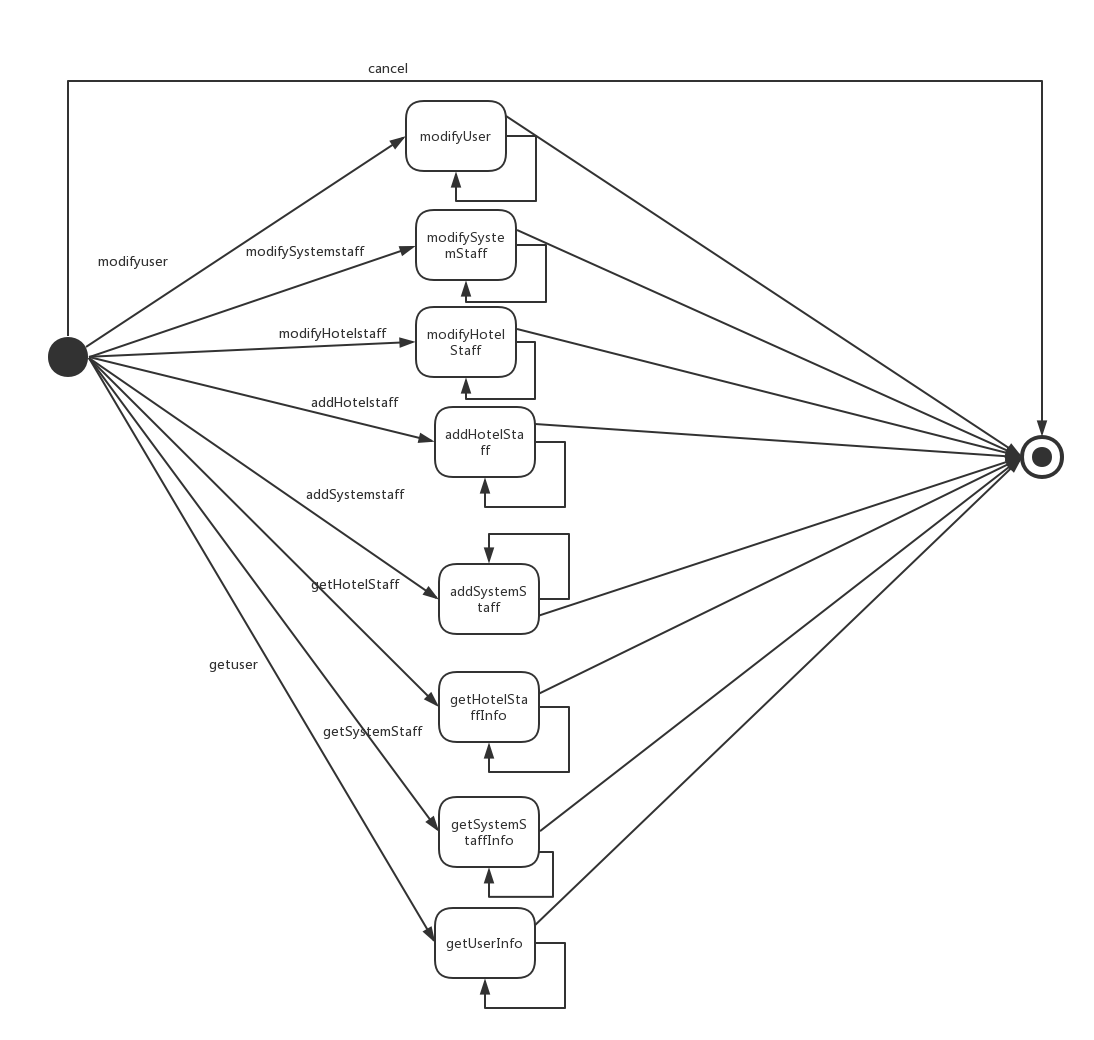 cancel
modifyUser
modifySystemstaff
modifyuser
modifySyste
mStaff
modifyHotelstaff
modifyHotel
Staff
addHotelstaff
addHotelSta
ff
addSystemstaff
getHotelStaff
addSystemS
taff
getuser
getHotelSta
ffInfo
getSystemStaff
getSystemS
taffInfo
getUserInfo